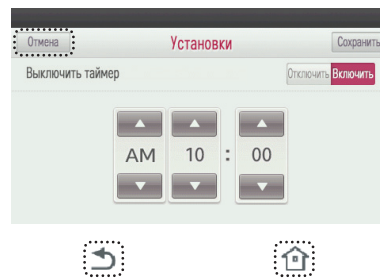 Отмена Установки Сохранить
Выключить таймер Отключить Включить
AM 10 : 00